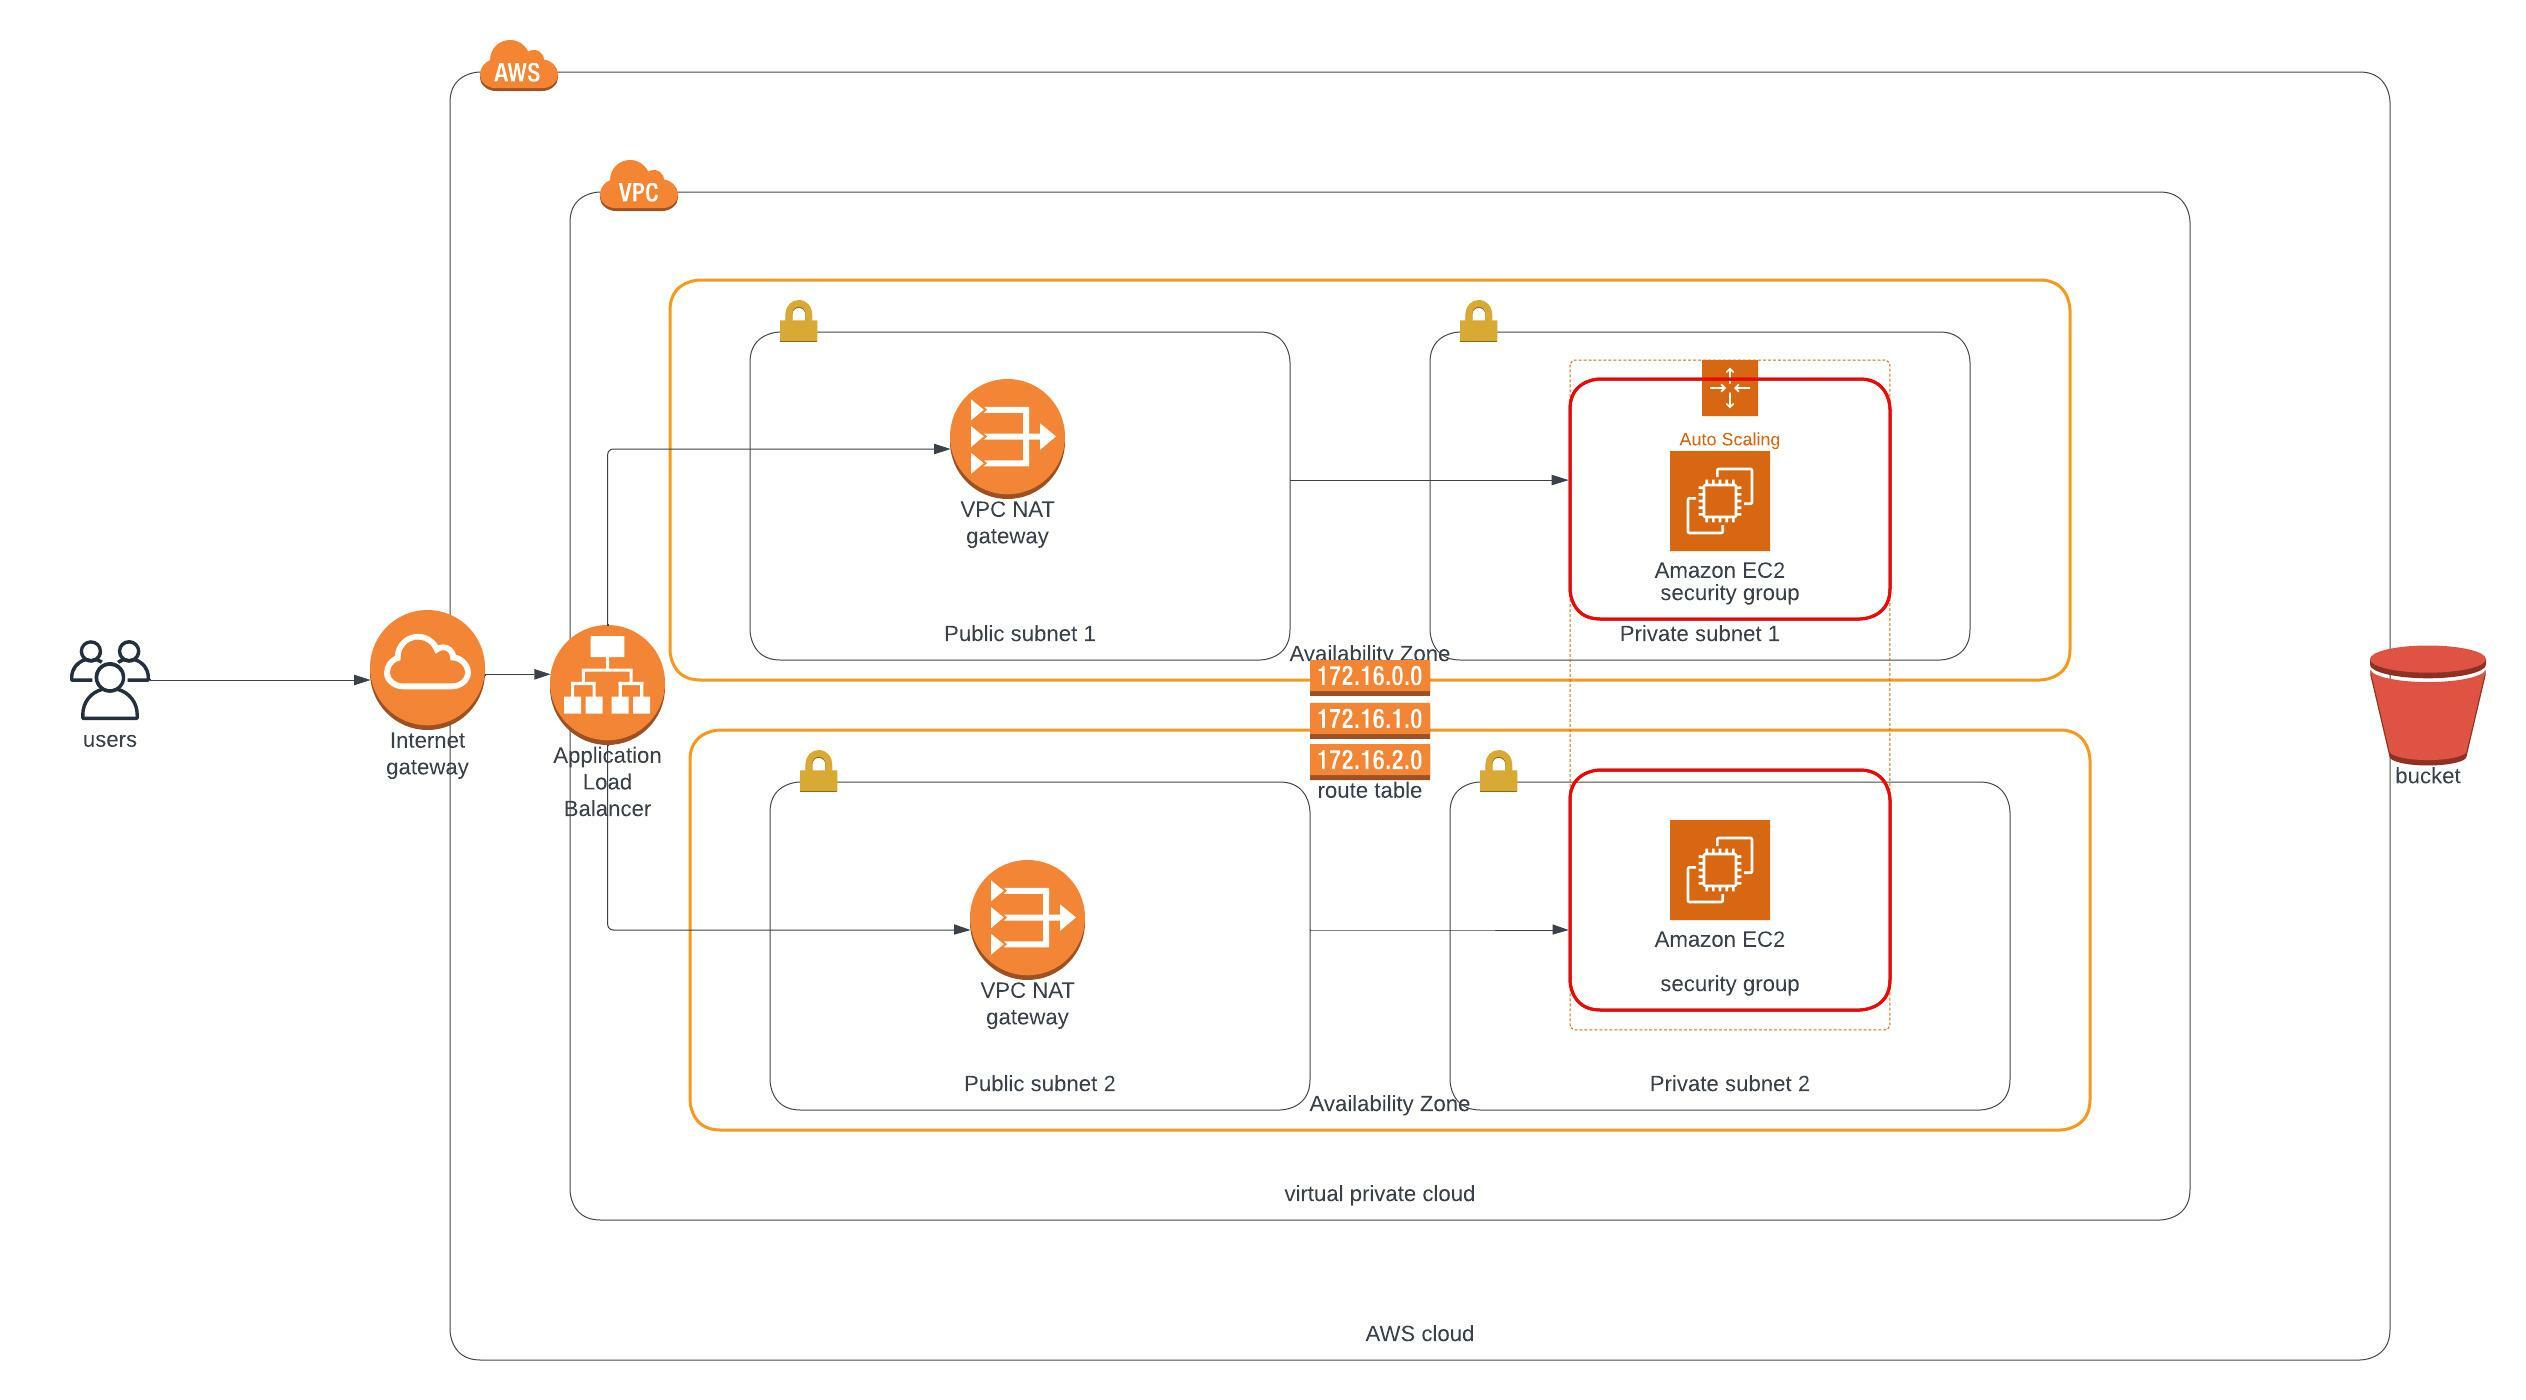 AWS
VPC
Auto Scaling
VPC NAT
gateway
Amazon EC2
security group
Public subnet 1
Private subnet 1
Availability Zone
172.16.0.0
172.16.1.0
172.16.2.0
route table
users
Internet
gateway
Application
Load
Balancer
bucket
Amazon EC2
security group
VPC NAT
gateway
Public subnet 2
Private subnet 2
Availability Zone
virtual private cloud
AWS cloud